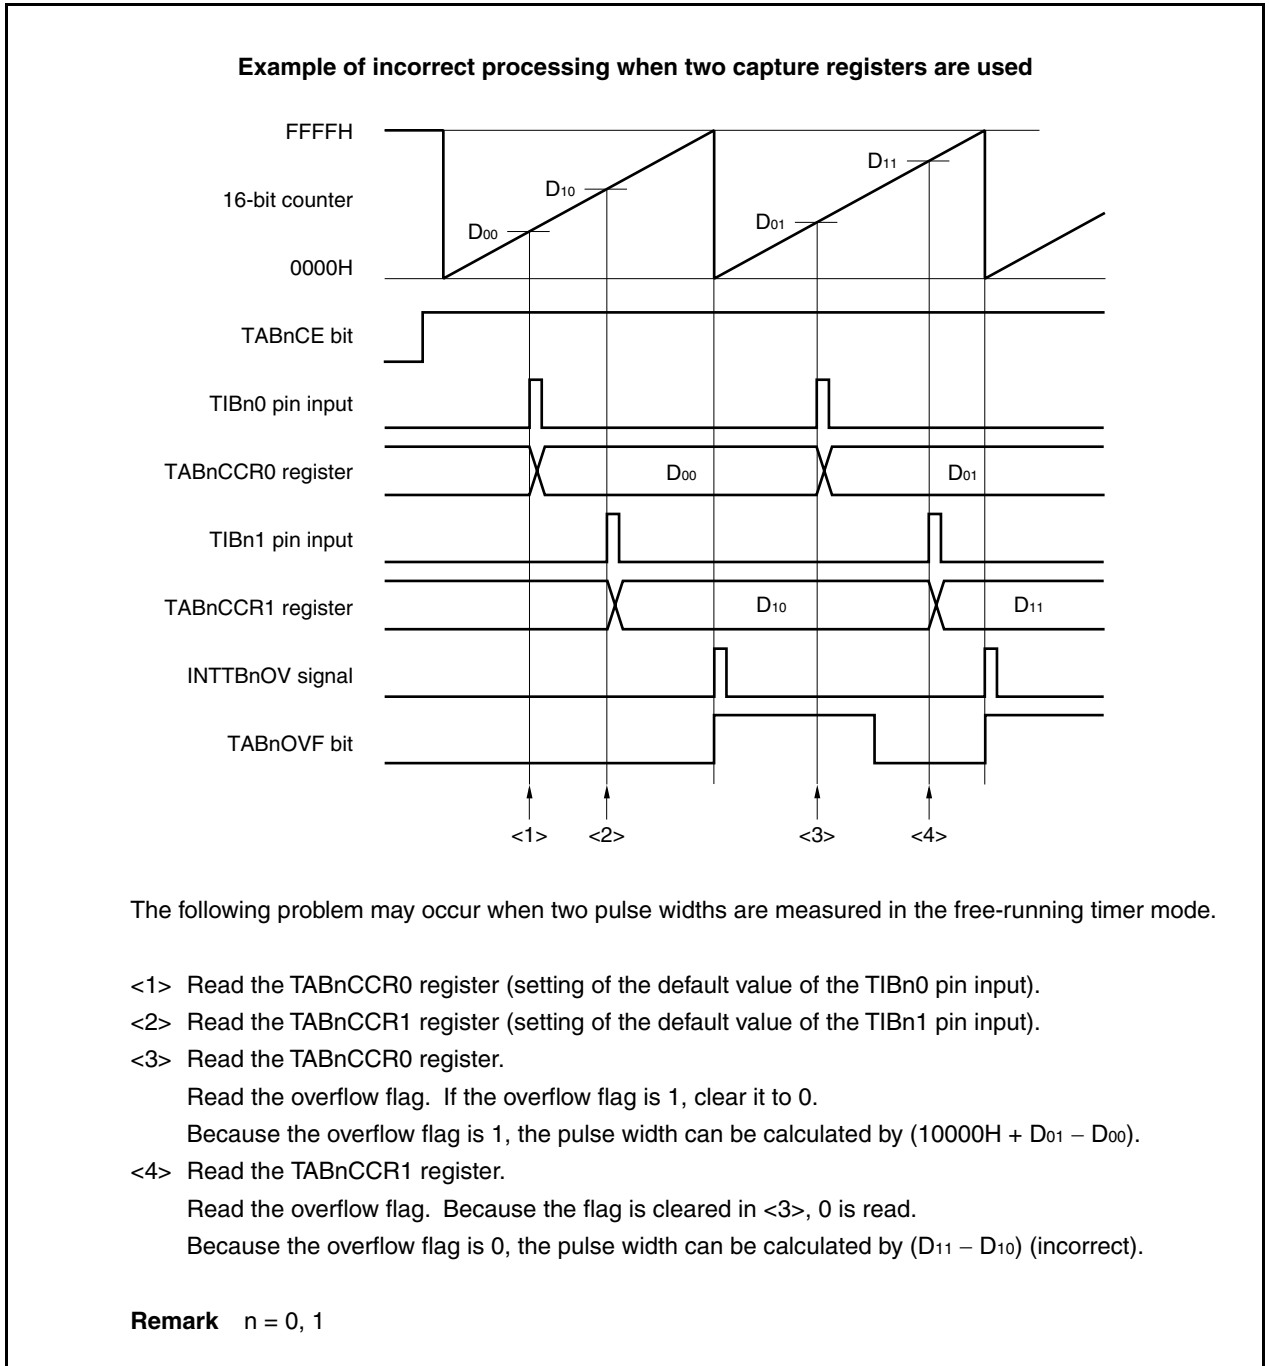 Example of incorrect processing when two capture registers are used
FFFFH
D11
D10
16-bit counter
D01
D00
0000H
TABnCE bit
TIBn0 pin input
TABnCCR0 register
D00
D01
TIBn1 pin input
TABnCCR1 register
D10
D11
INTTBnOV signal
TABnOVF bit
<1> <2> <3> <4>
The following problem may occur when two pulse widths are measured in the free-running timer mode.
<1> Read the TABnCCR0 register (setting of the default value of the TIBn0 pin input).
<2> Read the TABnCCR1 register (setting of the default value of the TIBn1 pin input).
<3> Read the TABnCCR0 register.
Read the overflow flag. If the overflow flag is 1, clear it to 0.
Because the overflow flag is 1, the pulse width can be calculated by (10000H + D01 − D00).
<4> Read the TABnCCR1 register.
Read the overflow flag. Because the flag is cleared in <3>, 0 is read.
Because the overflow flag is 0, the pulse width can be calculated by (D11 − D10) (incorrect).
Remark n = 0, 1